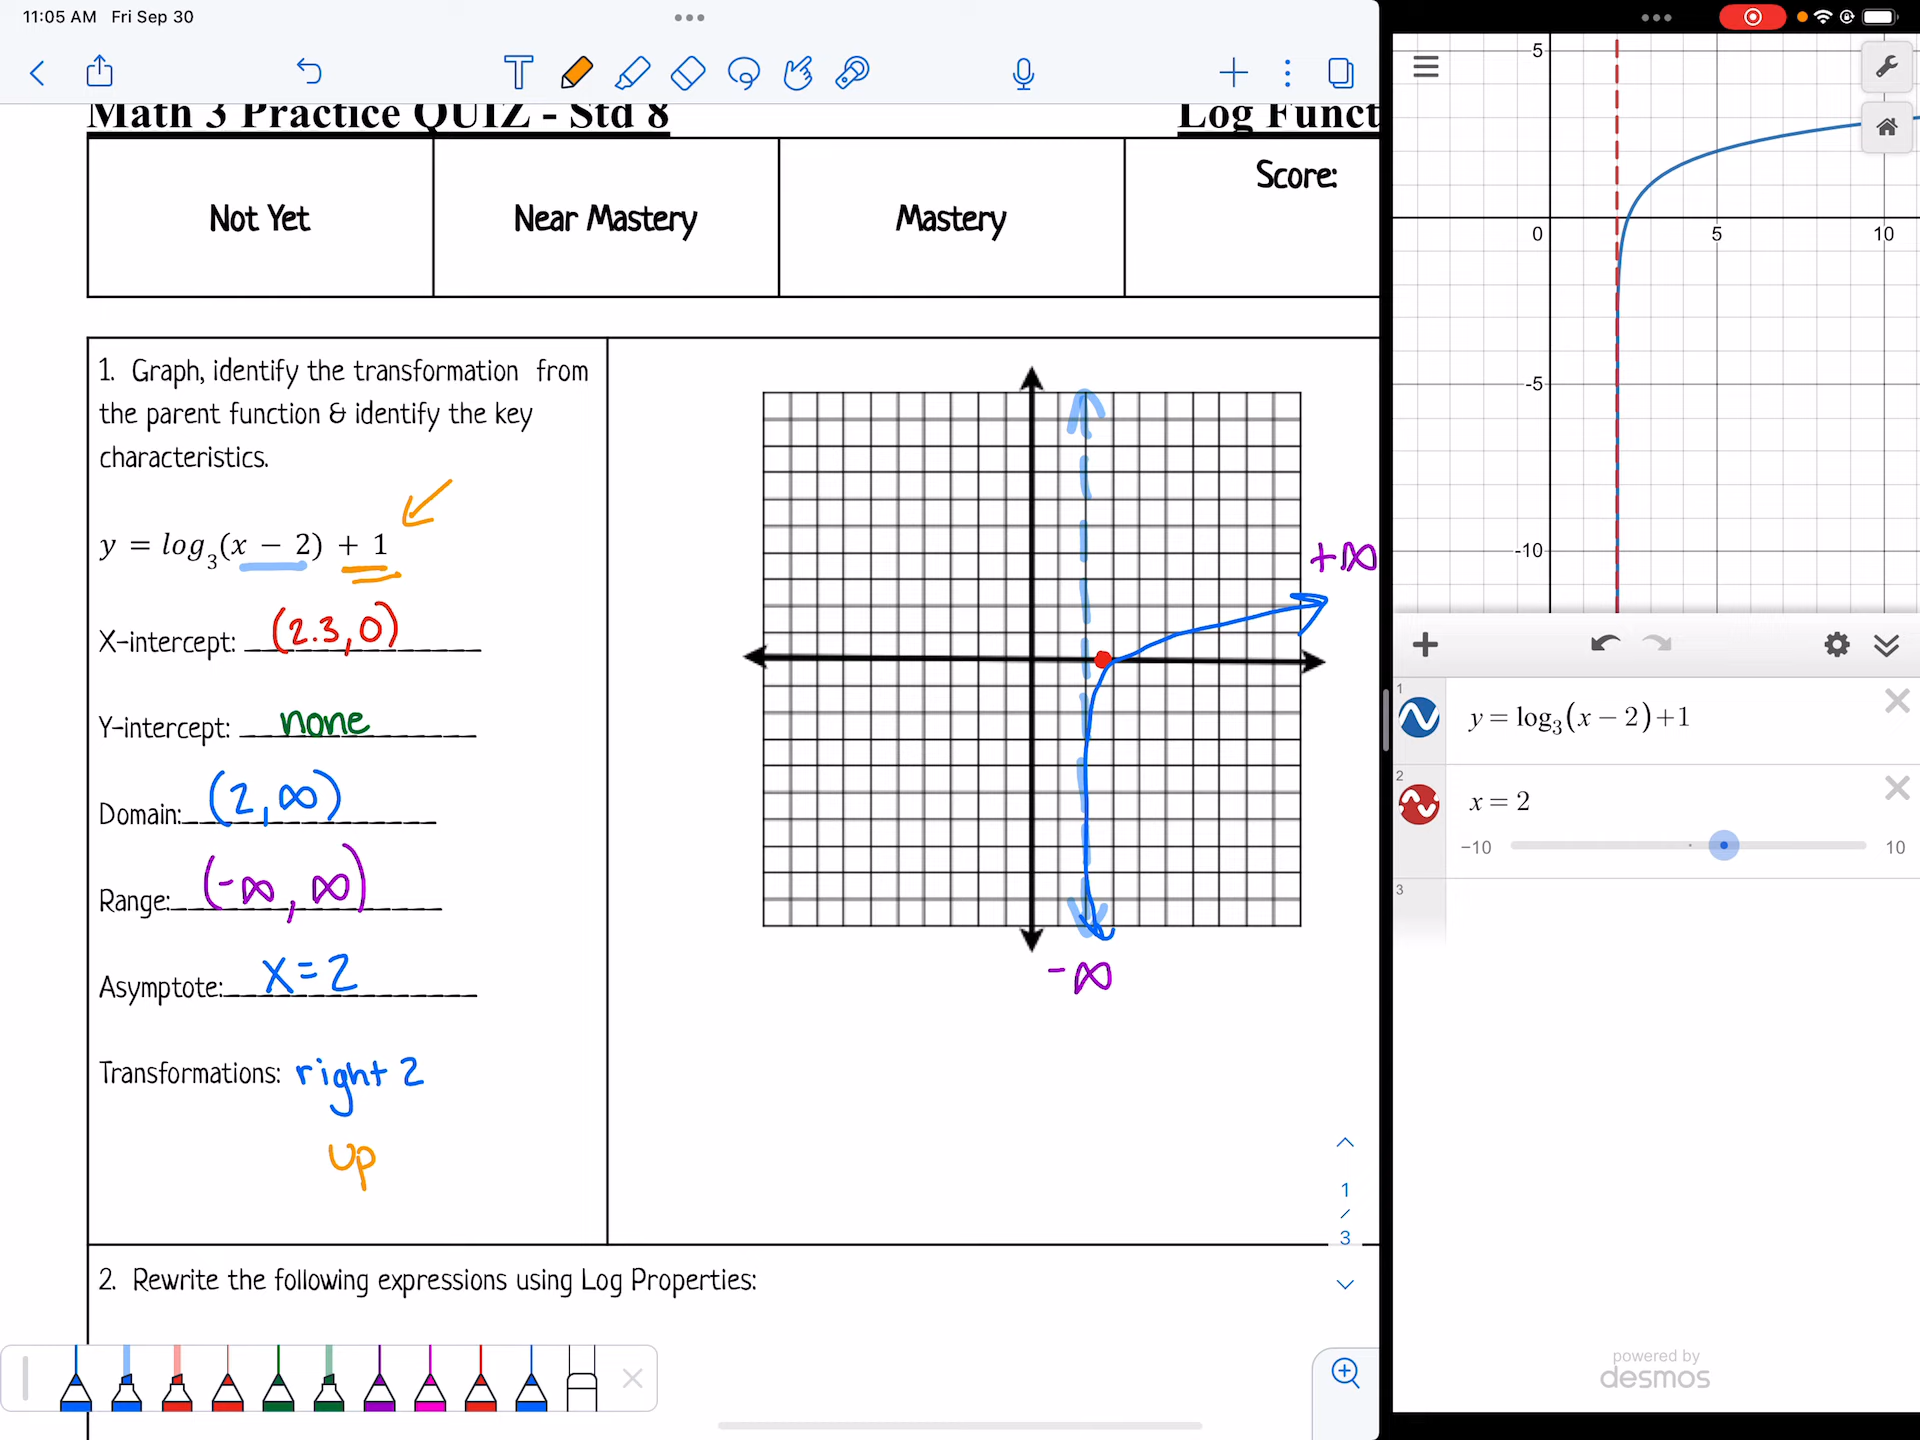 11:05 AM Fri Sep 30
Math 3 Practice QUIZ - Std 8
Log Funct
Not Yet
Near Mastery
Mastery
Score:
1. Graph, identify the transformation from
the parent function & identify the key
characteristics.
y = log₃(x − 2) + 1
X-intercept: (2.3, 0)
Y-intercept: none
Domain: (2, ∞)
Range: (-∞, ∞)
Asymptote: x = 2
Transformations: right 2
up
+∞
-∞
1
/
3
2. Rewrite the following expressions using Log Properties:
5
0
5
10
-5
-10
1
y = log₃(x − 2)+1
2
x = 2
−10
10
3
powered by
desmos